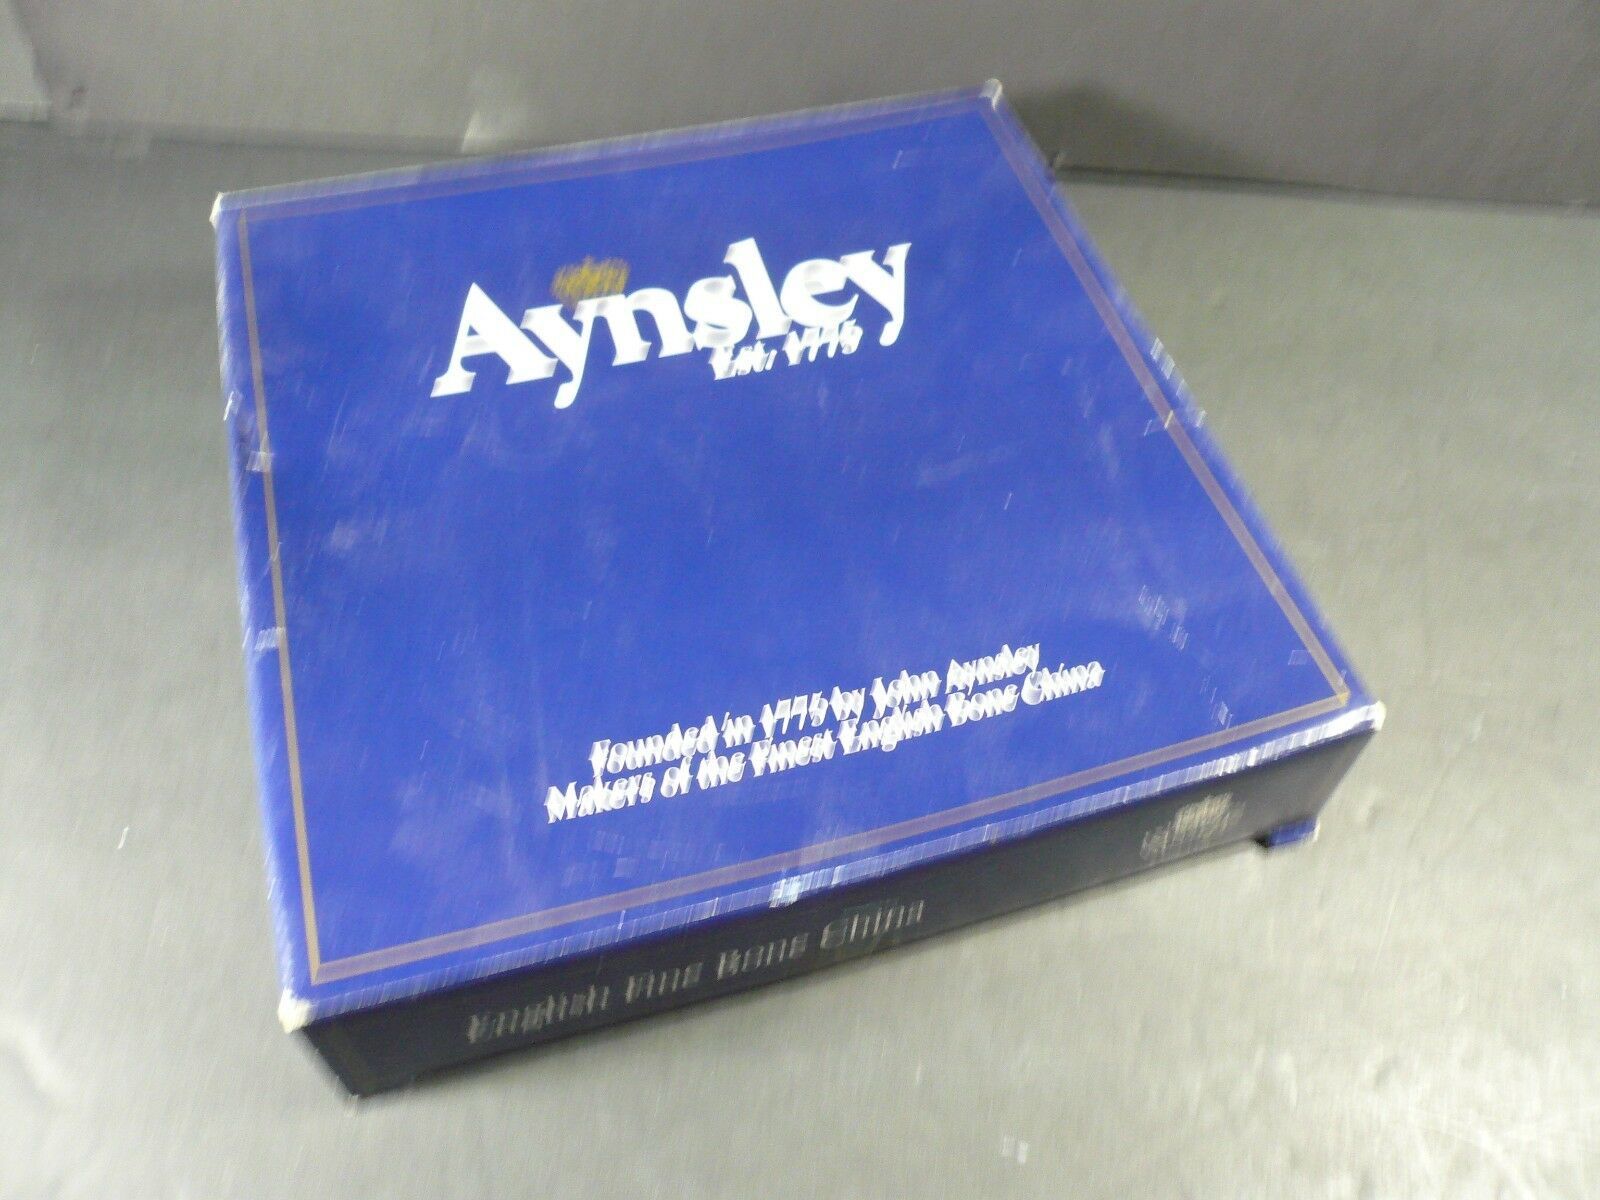 Aynsley
Est. 1775
Founded in 1775 by John Aynsley
Makers of the Finest English Bone China
English Fine Bone China